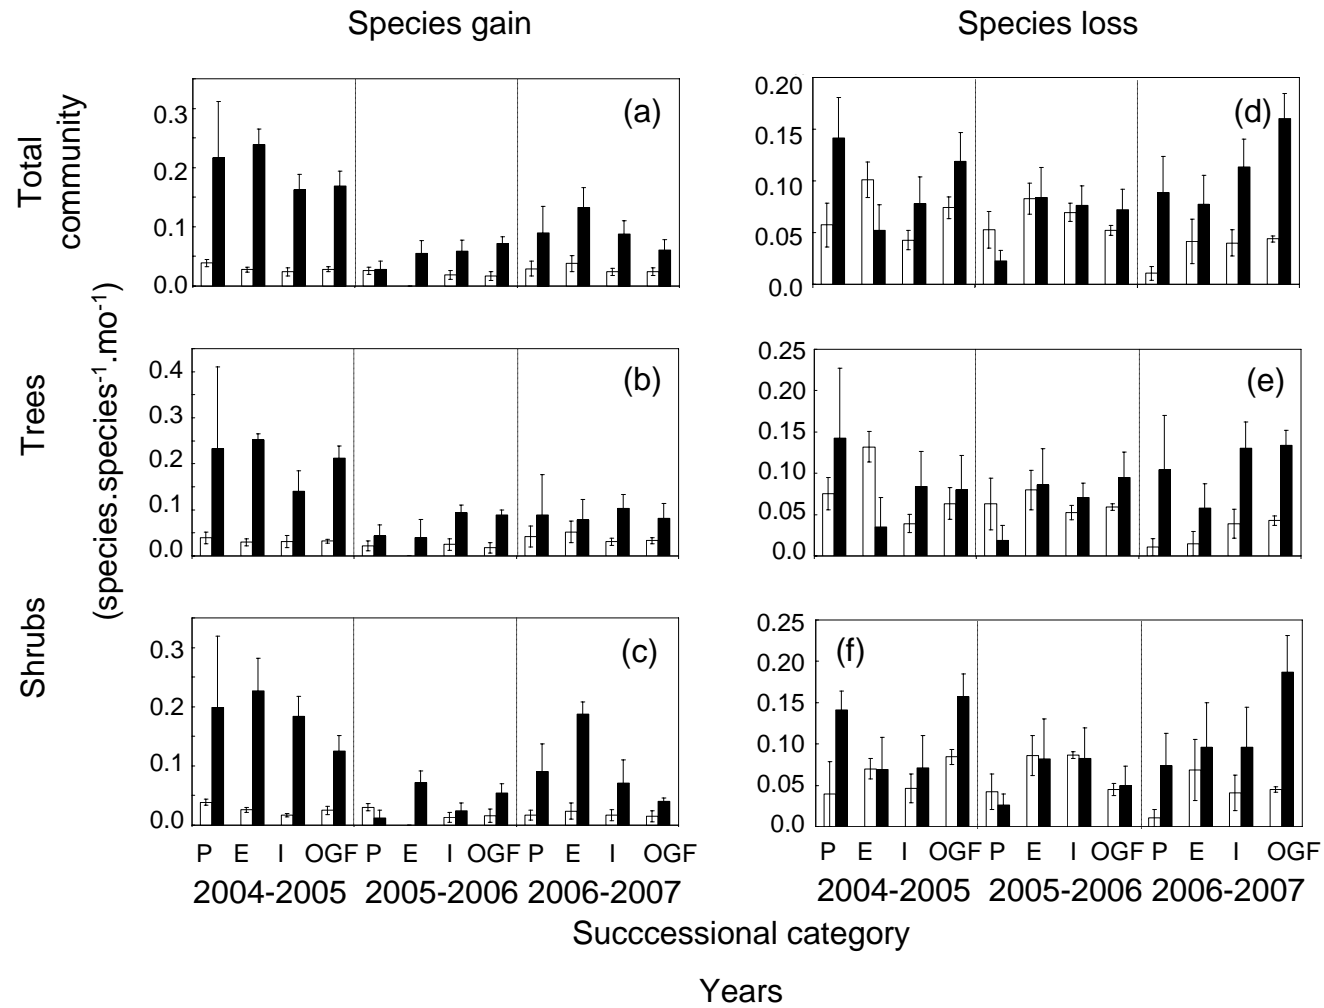 Species gain
Species loss
Total
community
Trees
Shrubs
(species.species⁻¹.mo⁻¹)
(a)
0.3
0.2
0.1
0.0
(d)
0.20
0.15
0.10
0.05
0.0
(b)
0.4
0.3
0.2
0.1
0.0
(e)
0.25
0.20
0.15
0.10
0.05
0.0
(c)
0.3
0.2
0.1
0.0
(f)
0.25
0.20
0.15
0.10
0.05
0.0
P E I OGF P E I OGF P E I OGF
2004-2005 2005-2006 2006-2007
P E I OGF P E I OGF P E I OGF
2004-2005 2005-2006 2006-2007
Succcessional category
Years